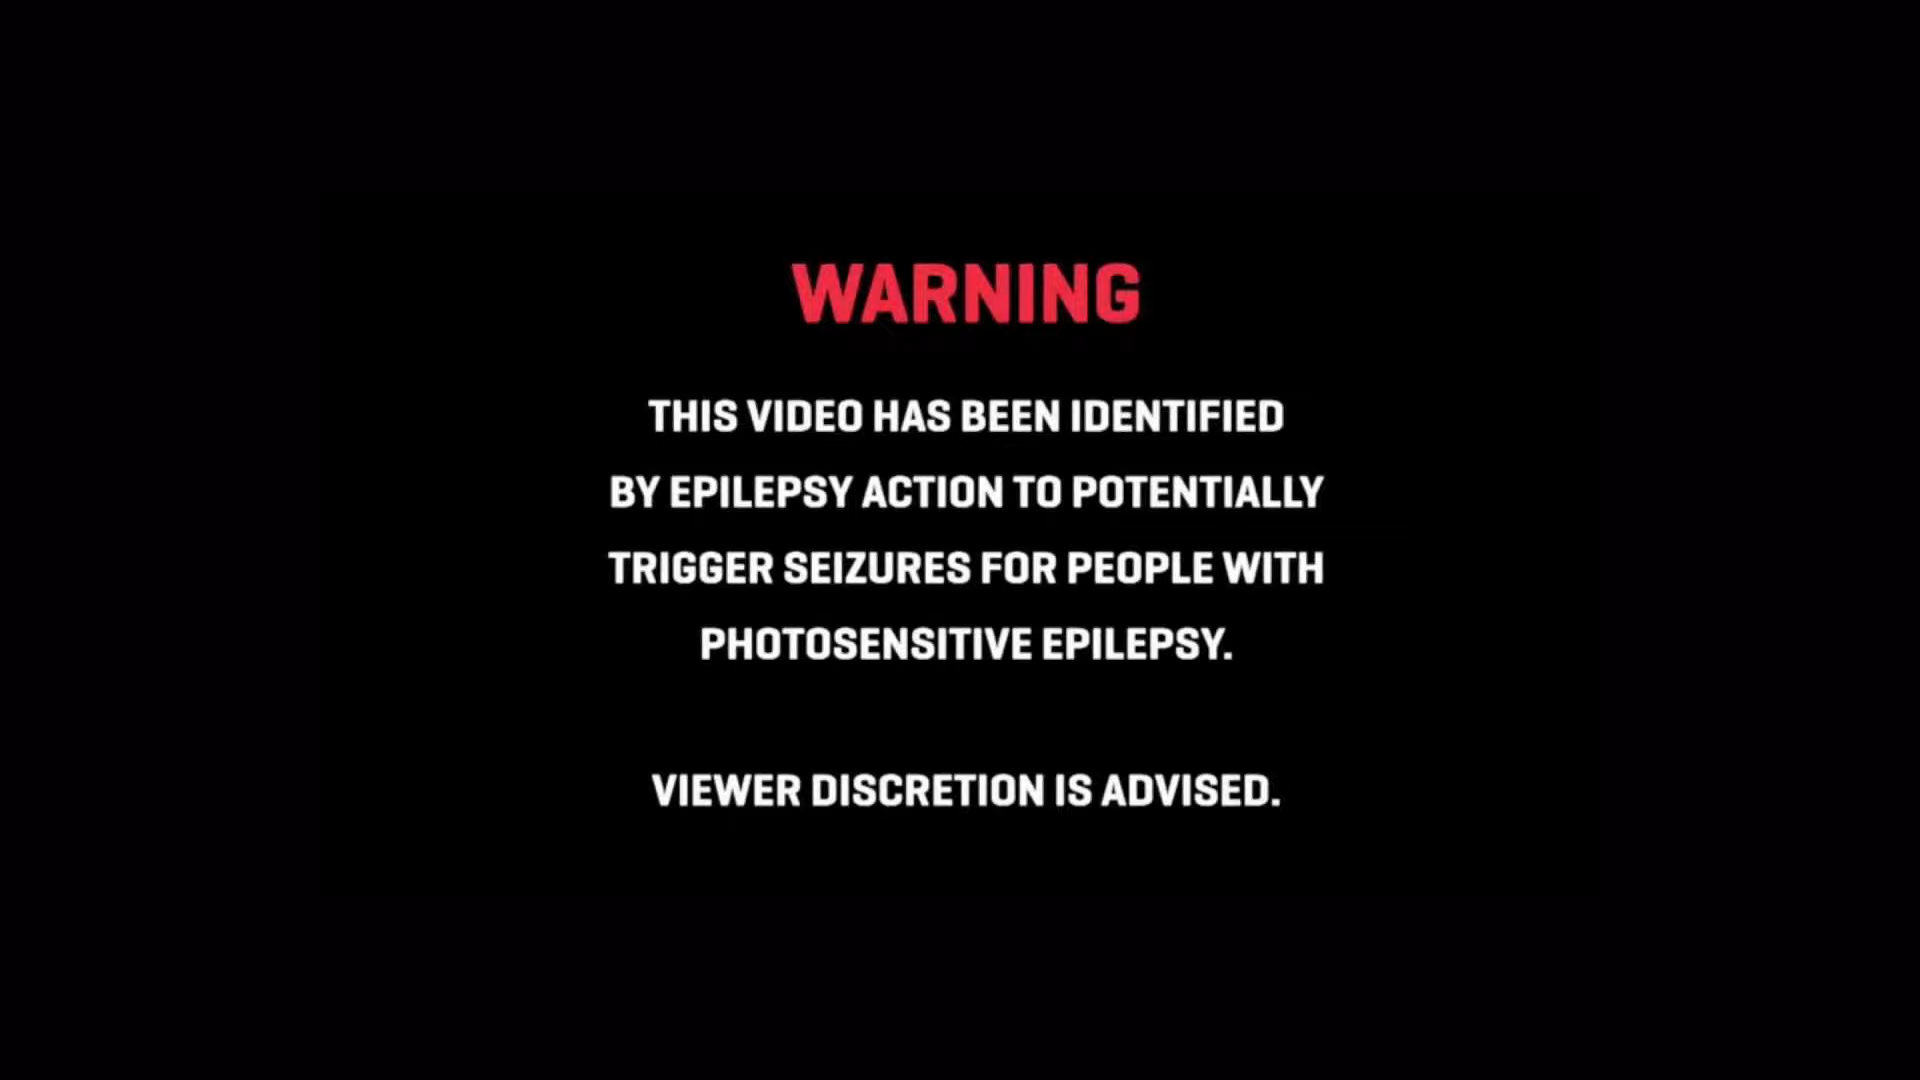 WARNING
THIS VIDEO HAS BEEN IDENTIFIED
BY EPILEPSY ACTION TO POTENTIALLY
TRIGGER SEIZURES FOR PEOPLE WITH
PHOTOSENSITIVE EPILEPSY.
VIEWER DISCRETION IS ADVISED.